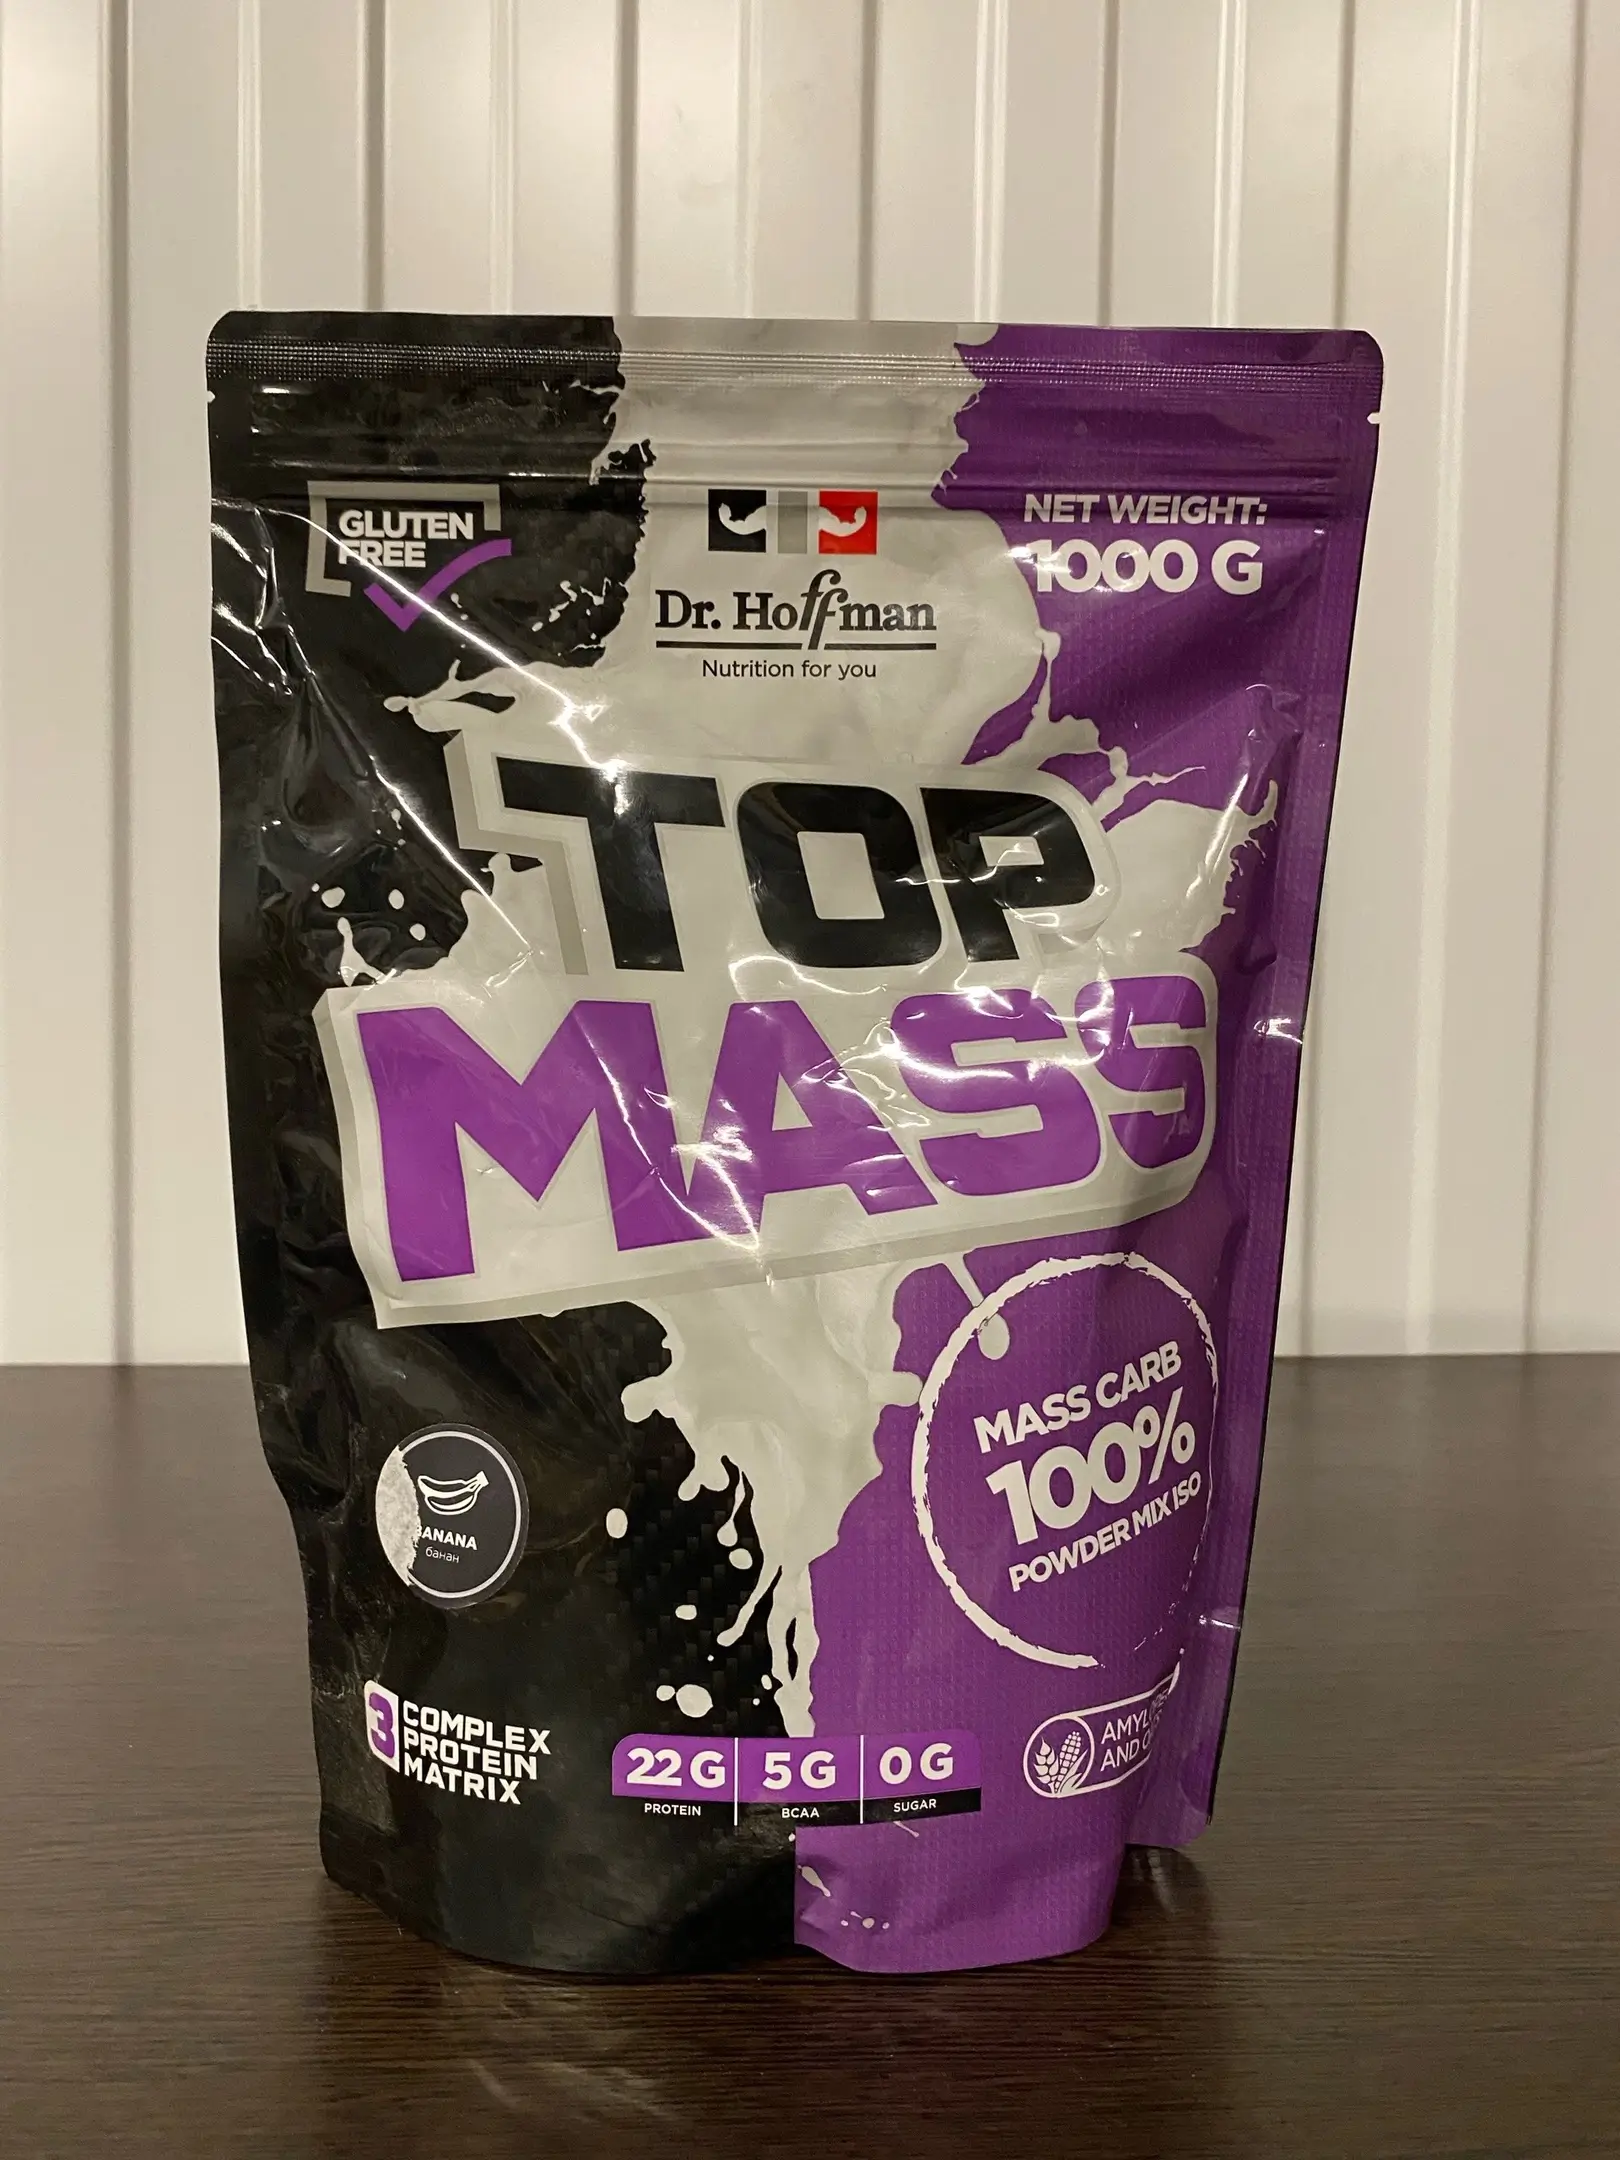 GLUTEN
FREE
Dr. Hoffman
Nutrition for you
NET WEIGHT:
1000 G
TOP
MASS
MASS CARB
100%
POWDER MIX ISO
BANANA
банан
3 COMPLEX
PROTEIN
MATRIX
22G
PROTEIN
5G
BCAA
0G
SUGAR
AND